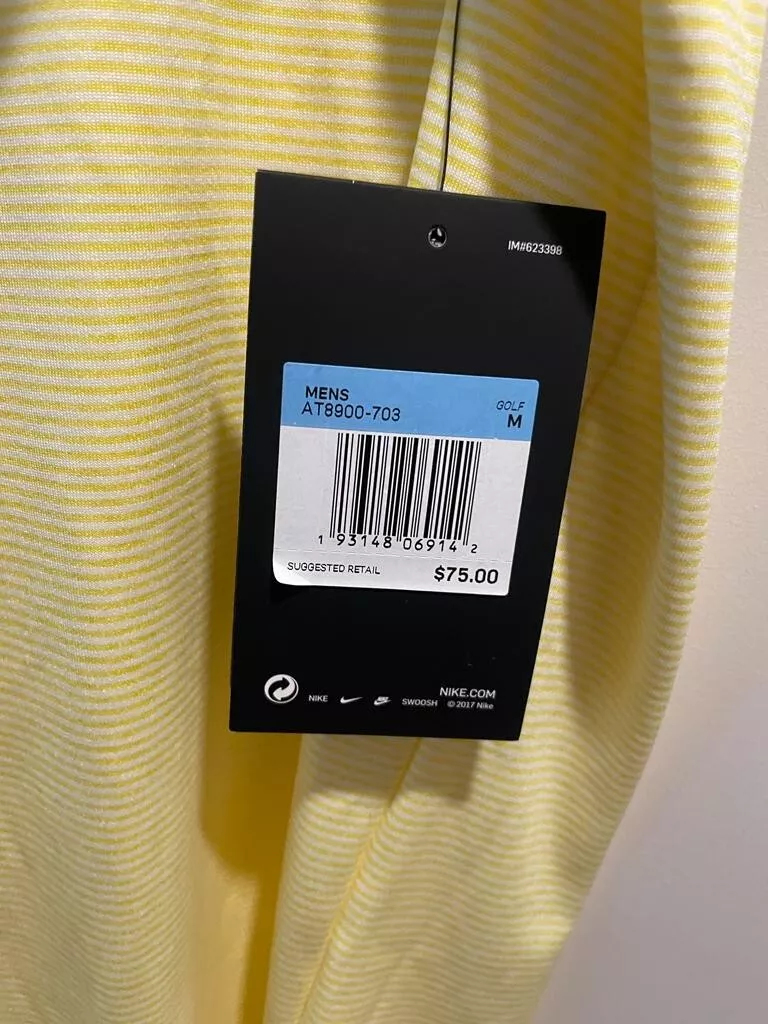 IM#623398
MENS
AT8900-703
GOLF
M
1 93148 06914 2
SUGGESTED RETAIL $75.00
NIKE.COM
NIKE SWOOSH © 2017 Nike